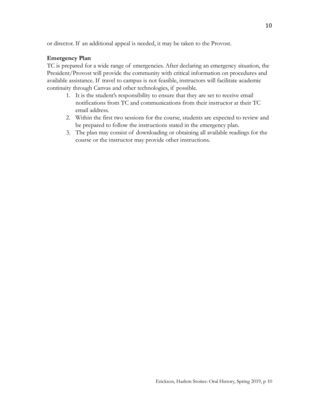 10
or director. If an additional appeal is needed, it may be taken to the Provost.
Emergency Plan
TC is prepared for a wide range of emergencies. After declaring an emergency situation, the
President/Provost will provide the community with critical information on procedures and
available assistance. If travel to campus is not feasible, instructors will facilitate academic
continuity through Canvas and other technologies, if possible.
1. It is the student's responsibility to ensure that they are set to receive email
notifications from TC and communications from their instructor at their TC
email address.
2. Within the first two sessions for the course, students are expected to review and
be prepared to follow the instructions stated in the emergency plan.
3. The plan may consist of downloading or obtaining all available readings for the
course or the instructor may provide other instructions.
Erickson, Hudson Stories: Oral History, Spring 2019, p 10